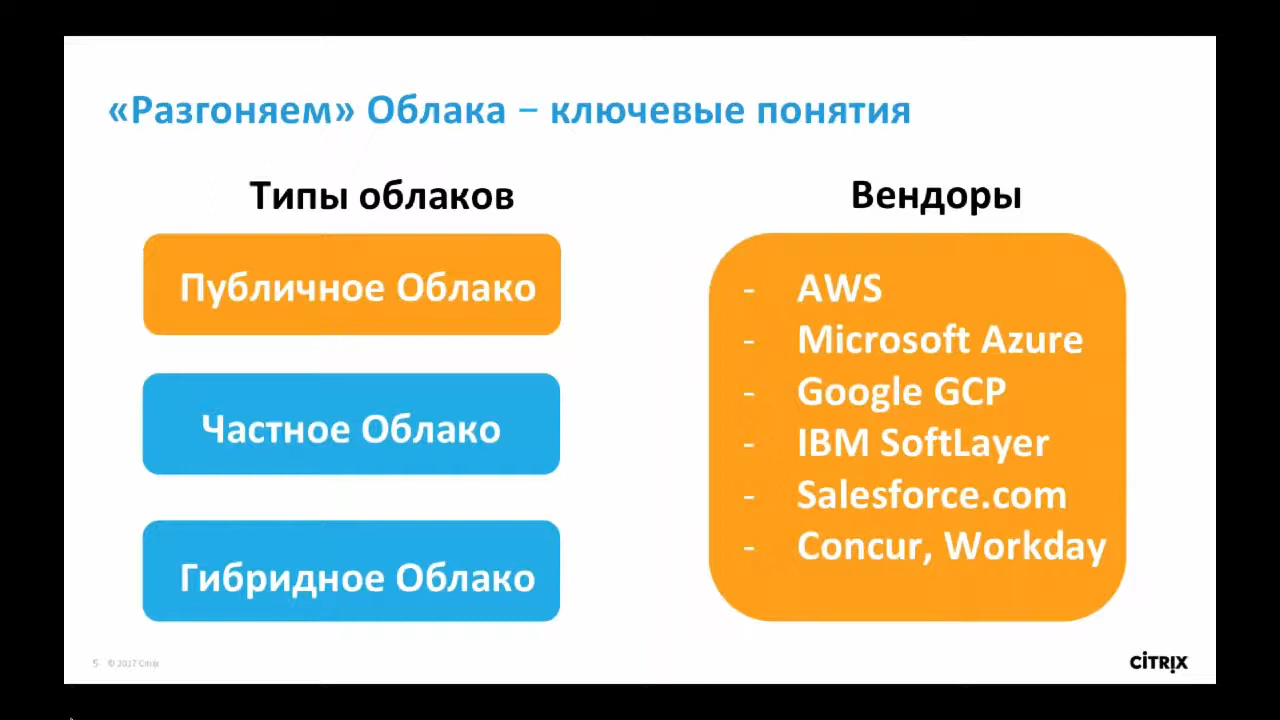 «Разгоняем» Облака – ключевые понятия
Типы облаков
Публичное Облако
Частное Облако
Гибридное Облако
Вендоры
- AWS
- Microsoft Azure
- Google GCP
- IBM SoftLayer
- Salesforce.com
- Concur, Workday
5 © 2017 Citrix
CITRIX